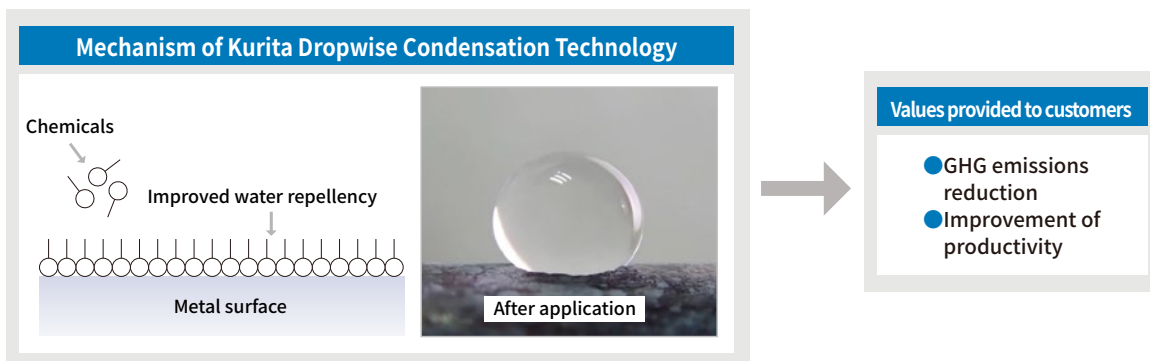 Mechanism of Kurita Dropwise Condensation Technology
Chemicals
Improved water repellency
Metal surface
After application
Values provided to customers
●GHG emissions
reduction
●Improvement of
productivity